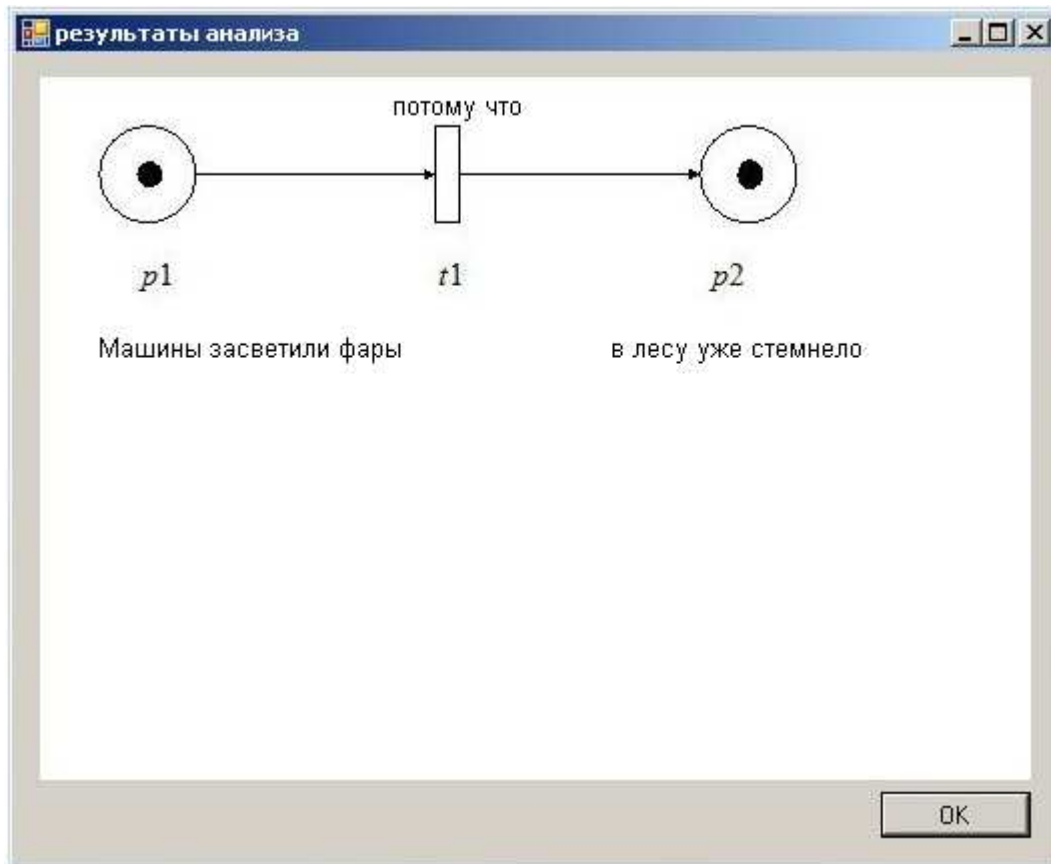 результаты анализа
потому что
p1
t1
p2
Машины засветили фары
в лесу уже стемнело
OK